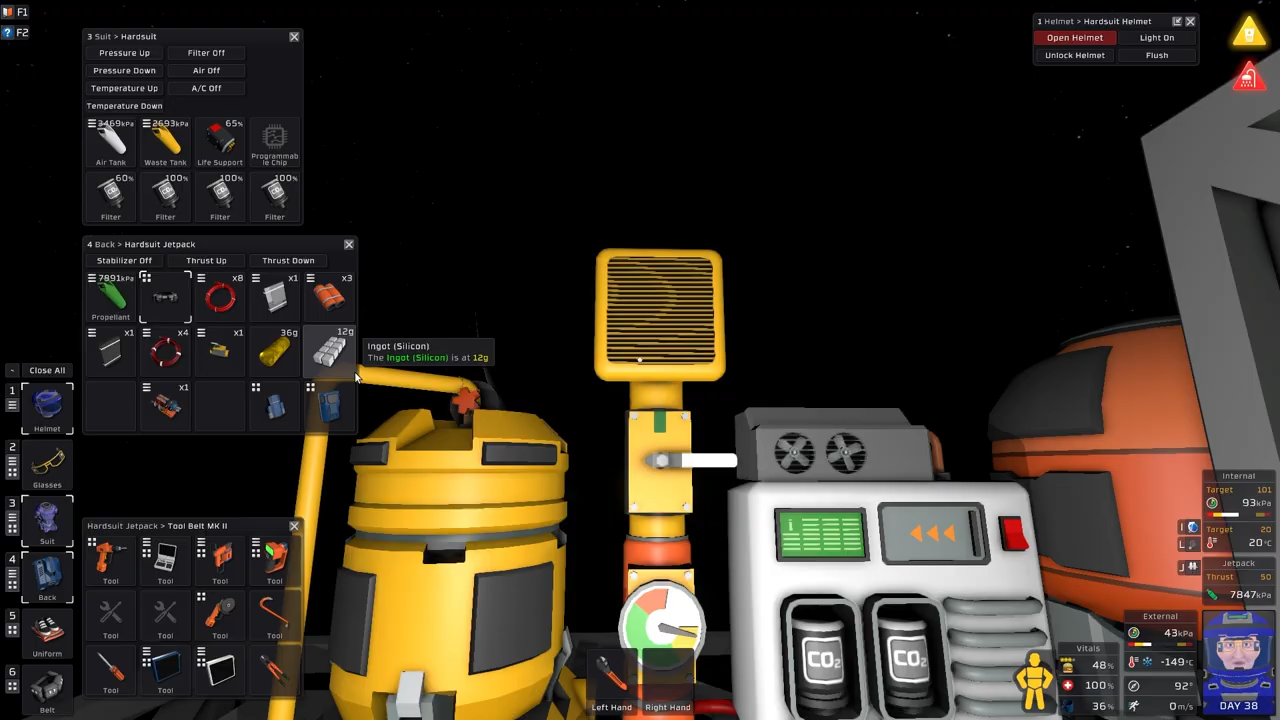 F1
F2
3 Suit > Hardsuit
Pressure Up
Filter Off
Pressure Down
Air Off
Temperature Up
A/C Off
Temperature Down
3469kPa
2693kPa
65%
Air Tank
Waste Tank
Life Support
Programmab
le Chip
60%
100%
100%
100%
CO2
CO2
CO2
CO2
Filter
Filter
Filter
Filter
4 Back > Hardsuit Jetpack
Stabilizer Off
Thrust Up
Thrust Down
7891kPa
x8
x1
x3
Propellant
x1
x4
x1
36g
12g
Ingot (Silicon)
The Ingot (Silicon) is at 12g
x1
~
Close All
1
Helmet
2
Glasses
3
Suit
4
Back
5
Uniform
6
Belt
Hardsuit Jetpack > Tool Belt MK II
Tool
Tool
Tool
Tool
Tool
Tool
Tool
Tool
Tool
Tool
Tool
Tool
Left Hand
Right Hand
CO2
CO2
1 Helmet > Hardsuit Helmet
Open Helmet
Light On
Unlock Helmet
Flush
Internal
Target 101
93kPa
Target 20
20°C
Jetpack
Thrust 50
7847kPa
External
43kPa
-149°C
92°
0m/s
Vitals
48%
100%
36%
DAY 38